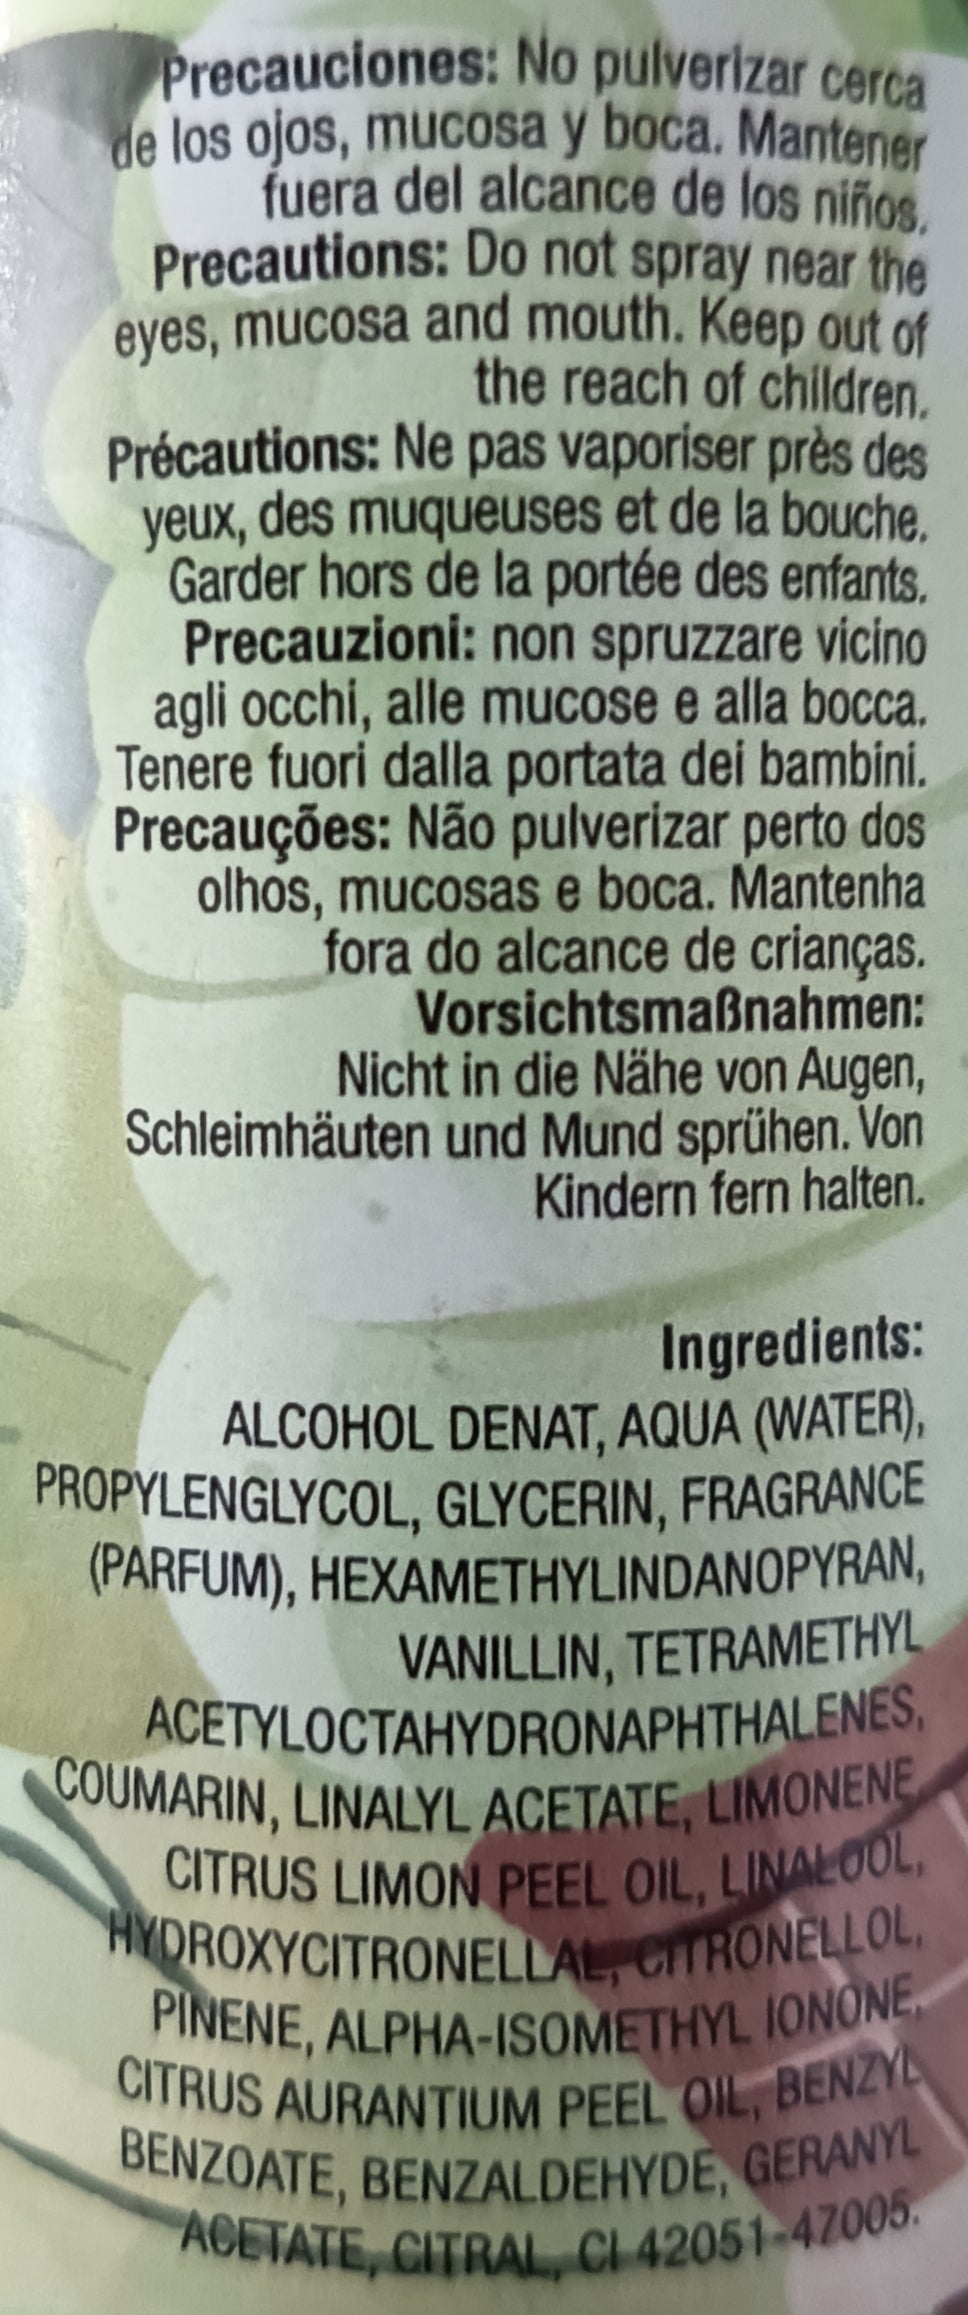 Precauciones: No pulverizar cerca
de los ojos, mucosa y boca. Mantener
fuera del alcance de los niños.
Precautions: Do not spray near the
eyes, mucosa and mouth. Keep out of
the reach of children.
Précautions: Ne pas vaporiser près des
yeux, des muqueuses et de la bouche.
Garder hors de la portée des enfants.
Precauzioni: non spruzzare vicino
agli occhi, alle mucose e alla bocca.
Tenere fuori dalla portata dei bambini.
Precauções: Não pulverizar perto dos
olhos, mucosas e boca. Mantenha
fora do alcance de crianças.
Vorsichtsmaßnahmen:
Nicht in die Nähe von Augen,
Schleimhäuten und Mund sprühen. Von
Kindern fern halten.
Ingredients:
ALCOHOL DENAT, AQUA (WATER),
PROPYLENGLYCOL, GLYCERIN, FRAGRANCE
(PARFUM), HEXAMETHYLINDANOPYRAN,
VANILLIN, TETRAMETHYL
ACETYLOCTAHYDRONAPHTHALENES,
COUMARIN, LINALYL ACETATE, LIMONENE
CITRUS LIMON PEEL OIL, LINALOOL,
HYDROXYCITRONELLAL, CITRONELLOL,
PINENE, ALPHA-ISOMETHYL IONONE,
CITRUS AURANTIUM PEEL OIL, BENZYL
BENZOATE, BENZALDEHYDE, GERANYL
ACETATE, CITRAL, CI 42051-47005.